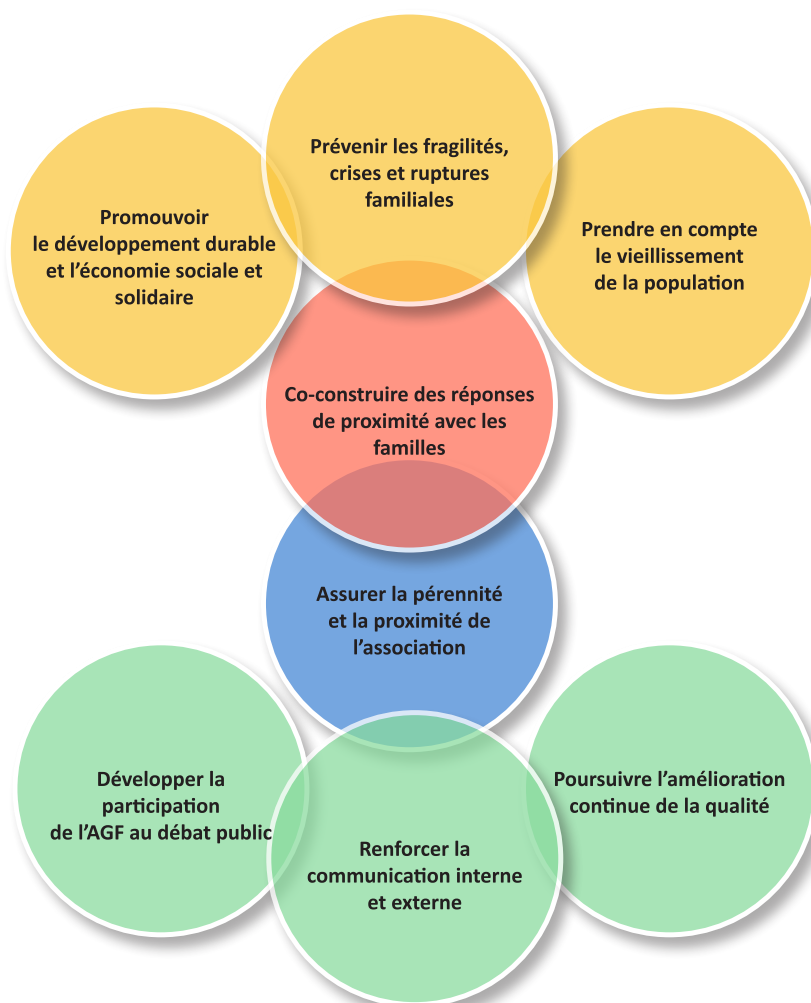 Prévenir les fragilités,
crises et ruptures
familiales
Promouvoir
le développement durable
et l’économie sociale et
solidaire
Prendre en compte
le vieillissement
de la population
Co-construire des réponses
de proximité avec les
familles
Assurer la pérennité
et la proximité de
l’association
Développer la
participation
de l’AGF au débat public
Poursuivre l’amélioration
continue de la qualité
Renforcer la
communication interne
et externe